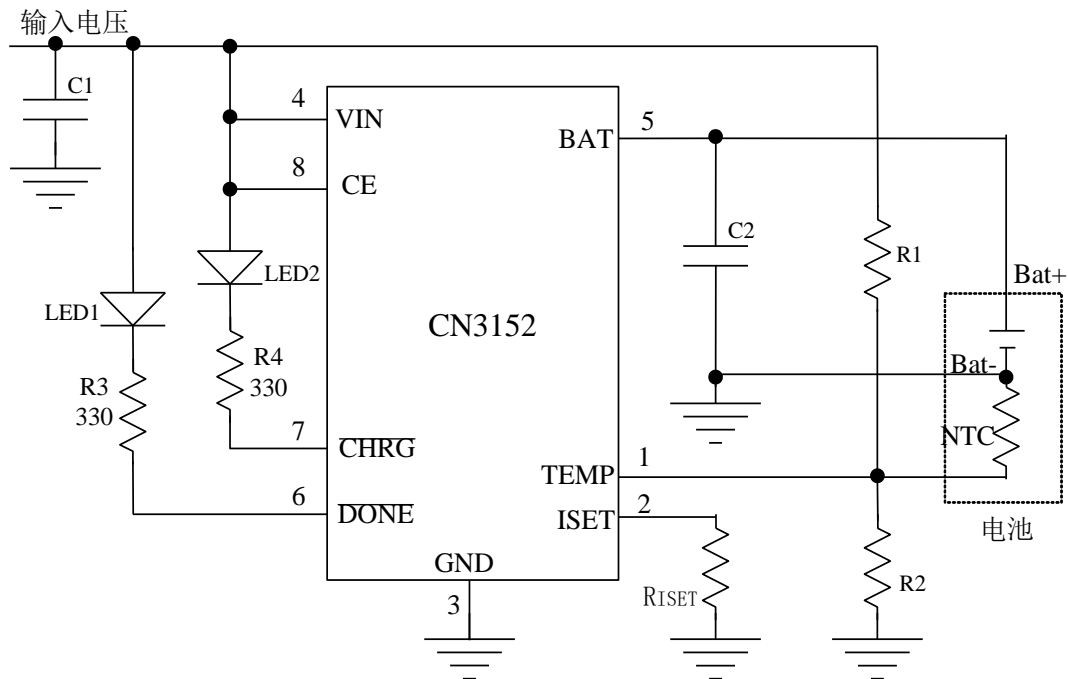 输入电压
C1
4
VIN
5
BAT
8
CE
C2
R1
LED2
LED1
Bat+
CN3152
R4
330
R3
330
Bat-
NTC
7
CHRG
TEMP
1
6
DONE
ISET
2
电池
GND
3
RISET
R2